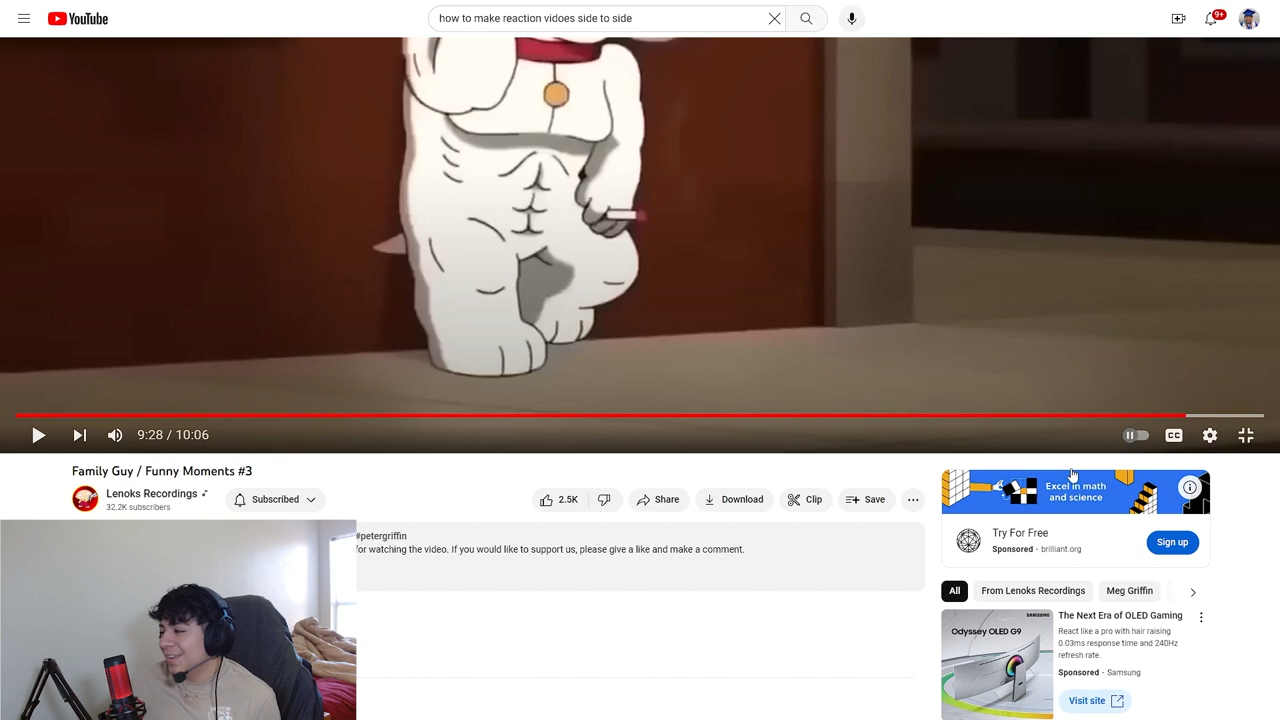 YouTube
how to make reaction vidoes side to side
9+
9:28 / 10:06
CC
Family Guy / Funny Moments #3
Lenoks Recordings
32.2K subscribers
Subscribed
2.5K
Share
Download
Clip
Save
#petergriffin
for watching the video. If you would like to support us, please give a like and make a comment.
Excel in math
and science
Try For Free
Sponsored · brilliant.org
Sign up
All
From Lenoks Recordings
Meg Griffin
SAMSUNG
Odyssey OLED G9
The Next Era of OLED Gaming
React like a pro with hair raising
0.03ms response time and 240Hz
refresh rate.
Sponsored · Samsung
Visit site